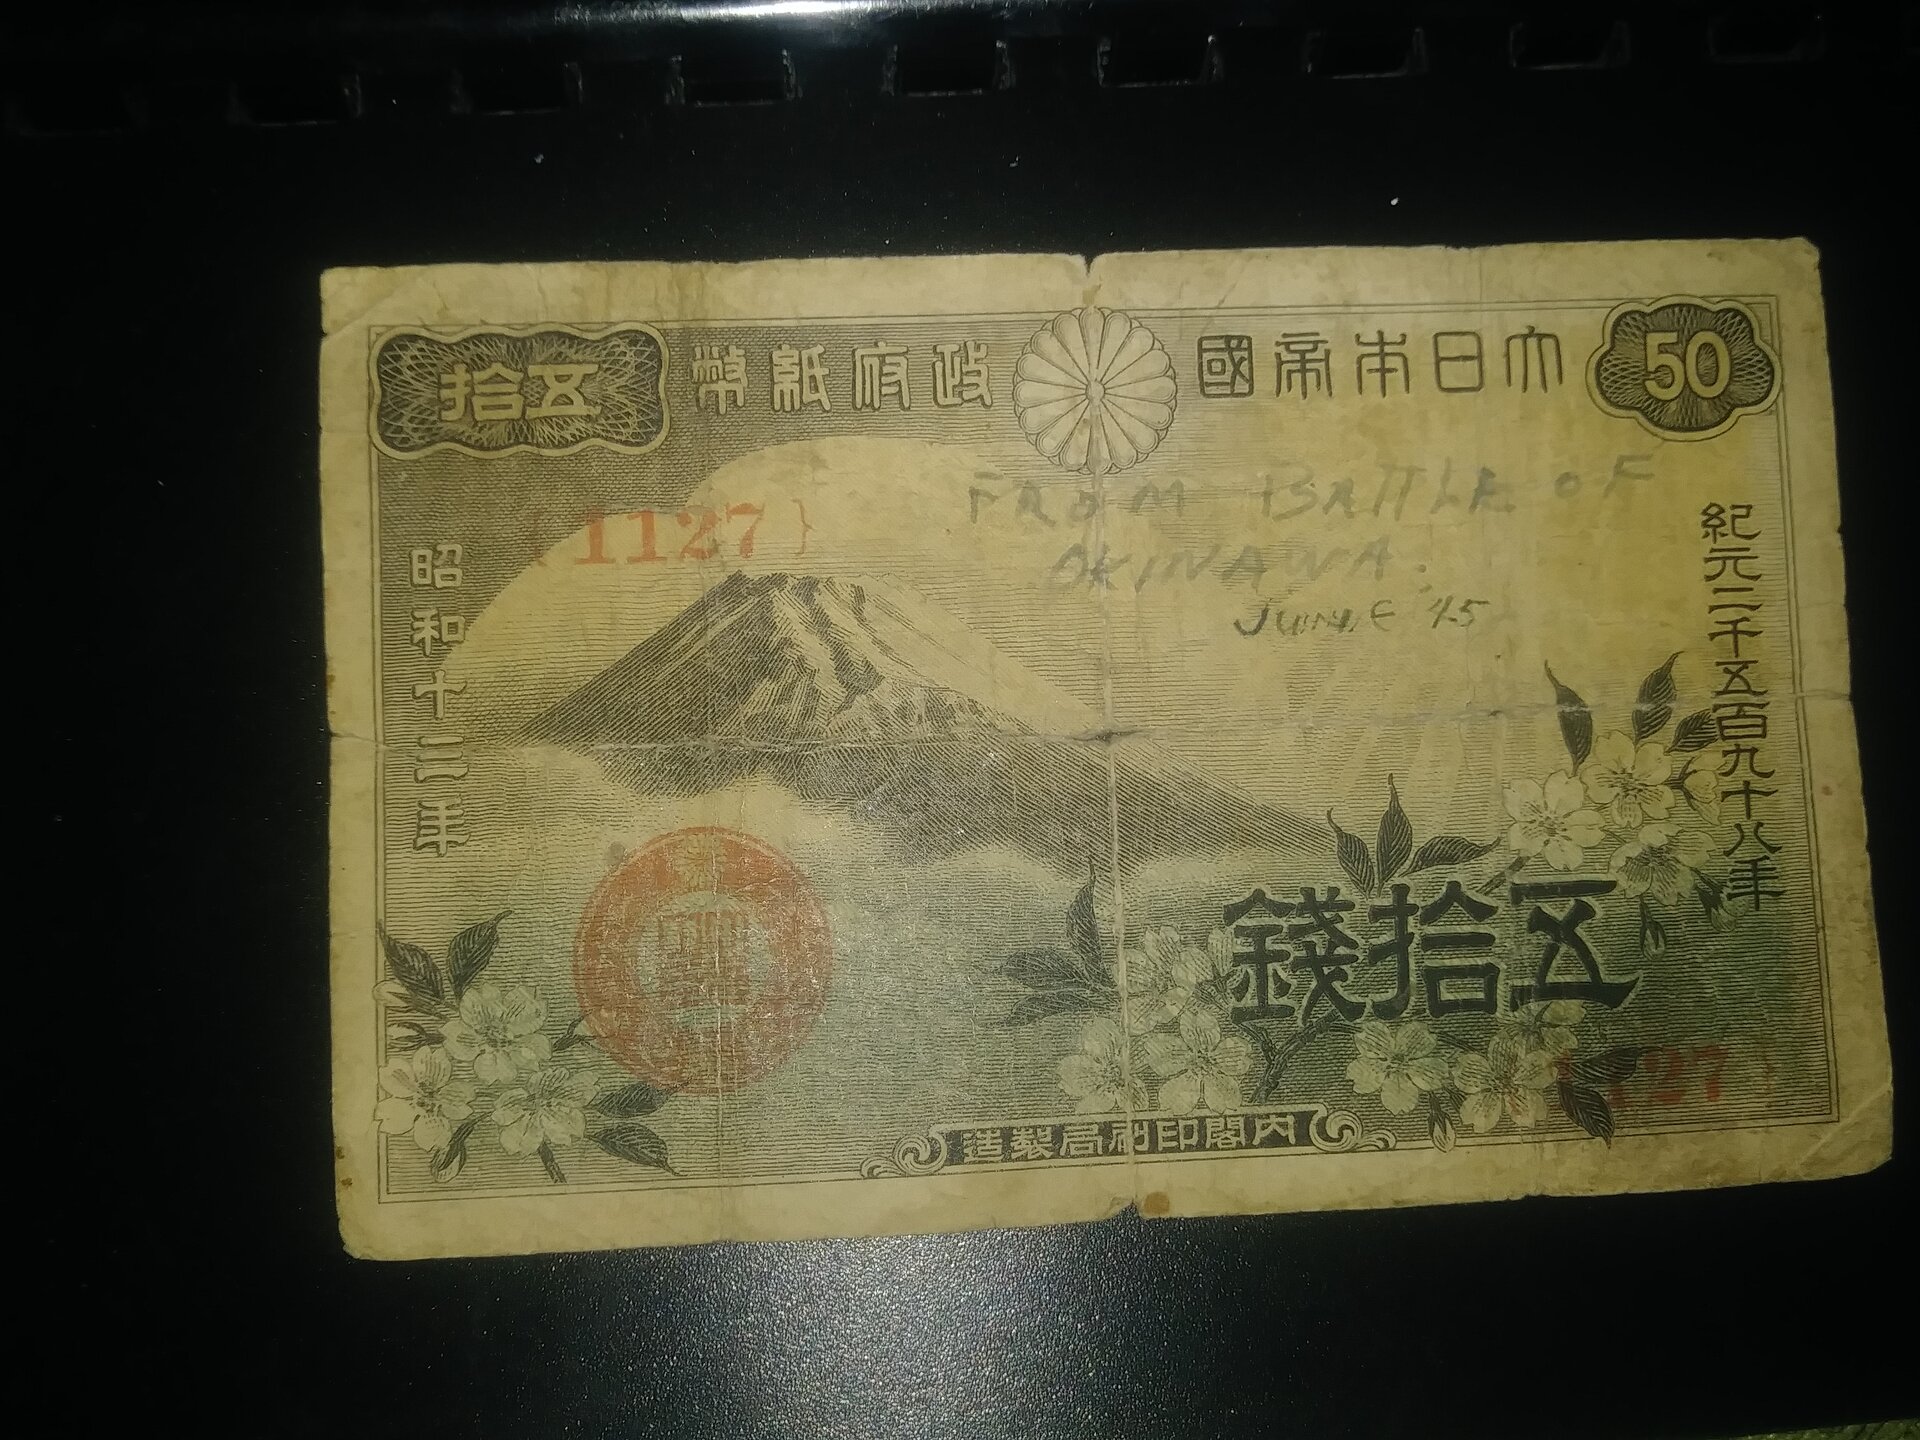 50
大日本帝國
政府紙幣
五拾
FROM BATTLE OF
OKINAWA.
JUNE '45
{1127}
紀元二千五百九十八年
昭和十三年
五拾錢
{1127}
内閣印刷局製造